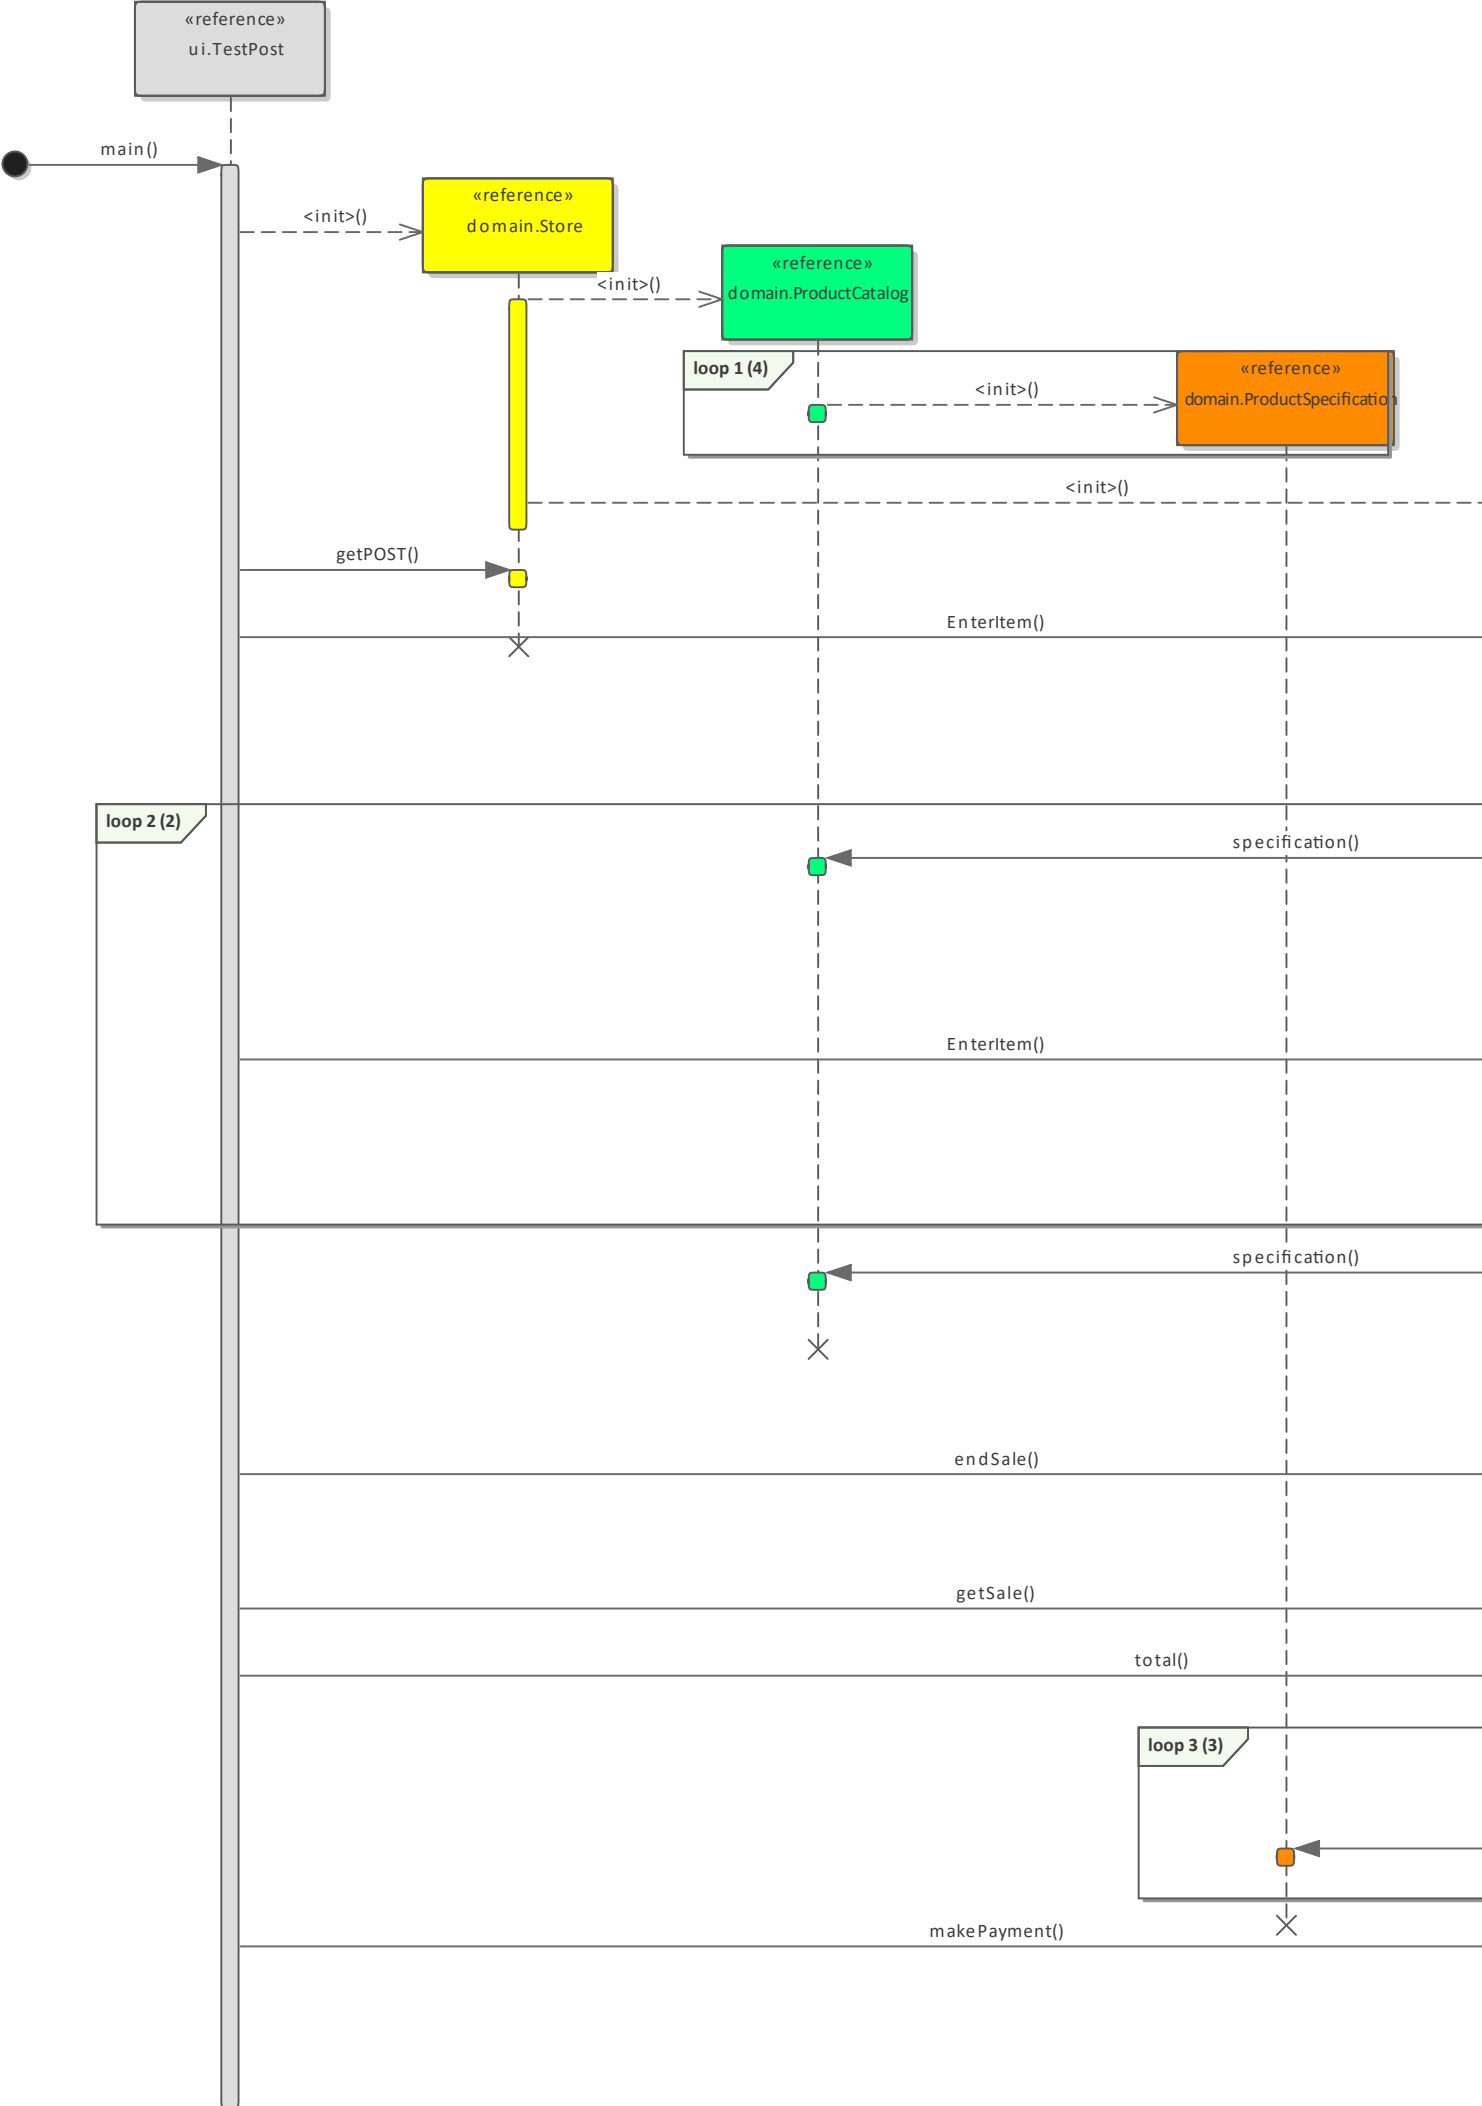 «reference»
ui.TestPost
main()
«reference»
domain.Store
<init>()
«reference»
domain.ProductCatalog
<init>()
loop 1 (4)
«reference»
domain.ProductSpecification
<init>()
<init>()
getPOST()
EnterItem()
loop 2 (2)
specification()
EnterItem()
specification()
endSale()
getSale()
total()
loop 3 (3)
makePayment()